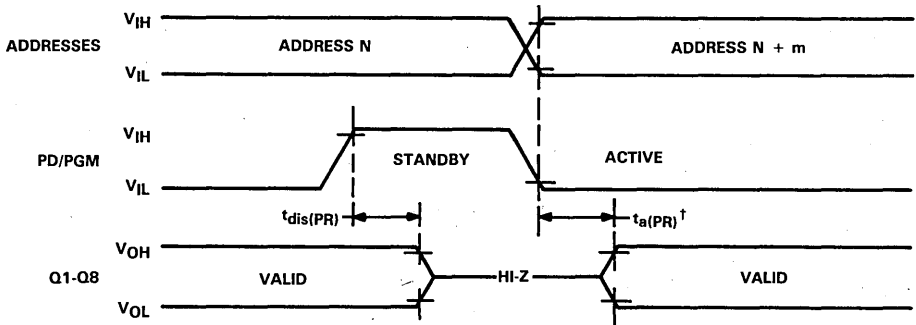 VIH
ADDRESSES ADDRESS N ADDRESS N + m
VIL
VIH
PD/PGM STANDBY ACTIVE
VIL
tdis(PR) ta(PR)†
VOH
Q1-Q8 VALID HI-Z VALID
VOL